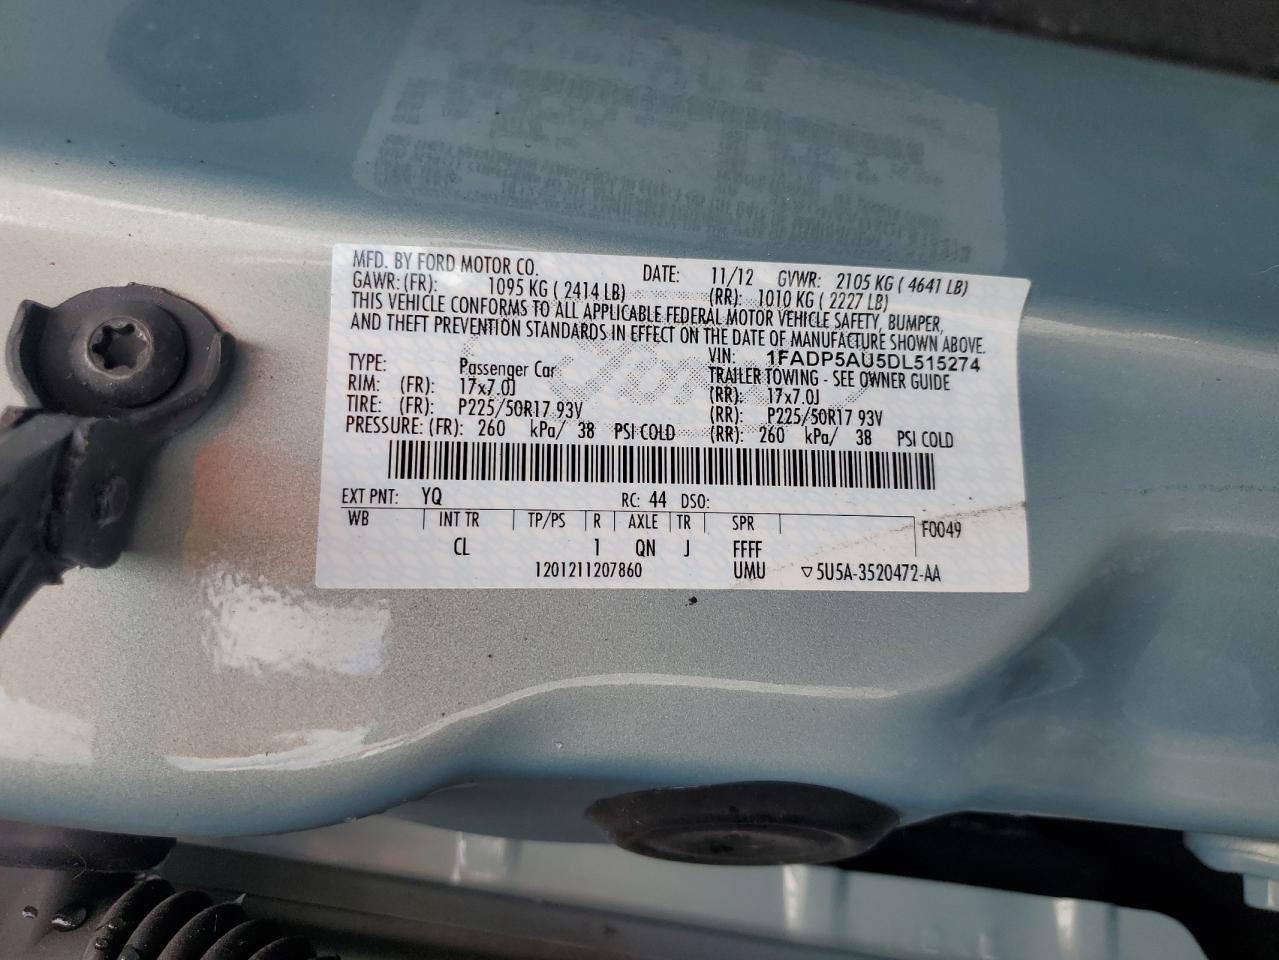 MFD. BY FORD MOTOR CO. DATE: 11/12 GVWR: 2105 KG ( 4641 LB)
GAWR: (FR): 1095 KG ( 2414 LB) (RR): 1010 KG ( 2227 LB)
THIS VEHICLE CONFORMS TO ALL APPLICABLE FEDERAL MOTOR VEHICLE SAFETY, BUMPER,
AND THEFT PREVENTION STANDARDS IN EFFECT ON THE DATE OF MANUFACTURE SHOWN ABOVE.
VIN: 1FADP5AU5DL515274
TYPE: Passenger Car TRAILER TOWING - SEE OWNER GUIDE
RIM: (FR): 17x7.0J (RR): 17x7.0J
TIRE: (FR): P225/50R17 93V (RR): P225/50R17 93V
PRESSURE: (FR): 260 kPa/ 38 PSI COLD (RR): 260 kPa/ 38 PSI COLD
EXT PNT: YQ RC: 44 DSO:
WB INT TR TP/PS R AXLE TR SPR F0049
CL 1 QN J FFFF
1201211207860 UMU ▽5U5A-3520472-AA